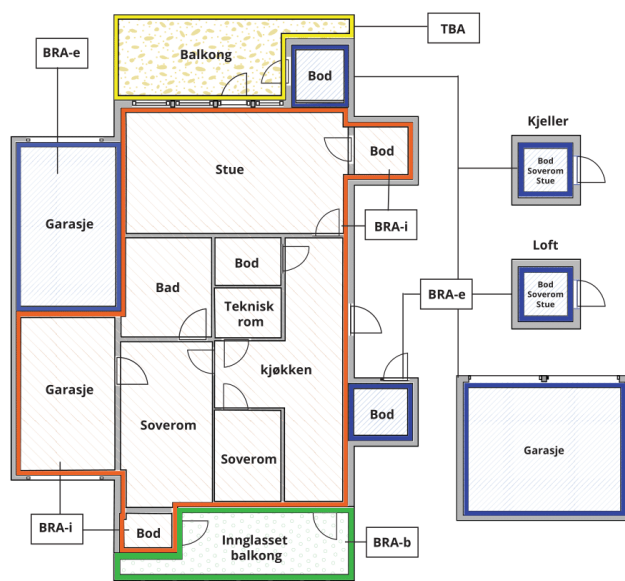 TBA
BRA-e
Balkong
Bod
Kjeller
Bod
Soverom
Stue
Stue
Bod
BRA-i
Garasje
Loft
Bod
Bad
Bod
Soverom
Stue
BRA-e
Teknisk
rom
kjøkken
Garasje
Bod
Soverom
Garasje
Soverom
BRA-i
Bod
Innglasset
balkong
BRA-b